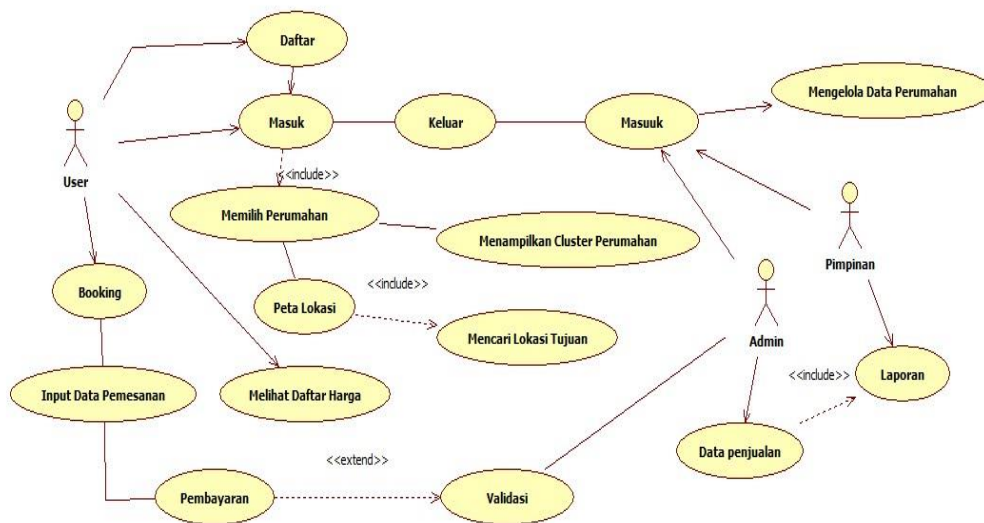 Daftar
Mengelola Data Perumahan
Masuk
Keluar
Masuuk
User
<<include>>
Memilih Perumahan
Menampilkan Cluster Perumahan
Pimpinan
Booking
<<include>>
Peta Lokasi
Mencari Lokasi Tujuan
Admin
<<include>>
Laporan
Input Data Pemesanan
Melihat Daftar Harga
Data penjualan
<<extend>>
Pembayaran
Validasi